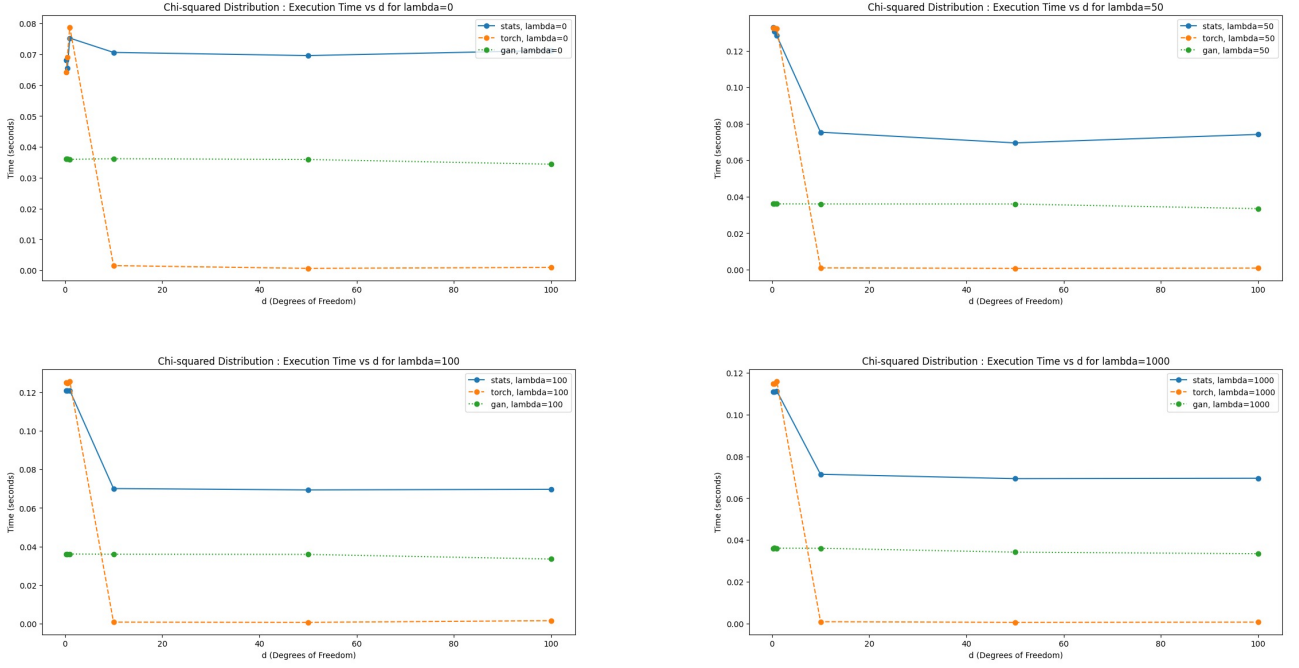 Chi-squared Distribution : Execution Time vs d for lambda=0
0.08
0.07
0.06
0.05
0.04
0.03
0.02
0.01
0.00
Time (seconds)
stats, lambda=0
torch, lambda=0
gan, lambda=0
0
20
40
60
80
100
d (Degrees of Freedom)
Chi-squared Distribution : Execution Time vs d for lambda=50
0.12
0.10
0.08
0.06
0.04
0.02
0.00
Time (seconds)
stats, lambda=50
torch, lambda=50
gan, lambda=50
0
20
40
60
80
100
d (Degrees of Freedom)
Chi-squared Distribution : Execution Time vs d for lambda=100
0.12
0.10
0.08
0.06
0.04
0.02
0.00
Time (seconds)
stats, lambda=100
torch, lambda=100
gan, lambda=100
0
20
40
60
80
100
d (Degrees of Freedom)
Chi-squared Distribution : Execution Time vs d for lambda=1000
0.12
0.10
0.08
0.06
0.04
0.02
0.00
Time (seconds)
stats, lambda=1000
torch, lambda=1000
gan, lambda=1000
0
20
40
60
80
100
d (Degrees of Freedom)